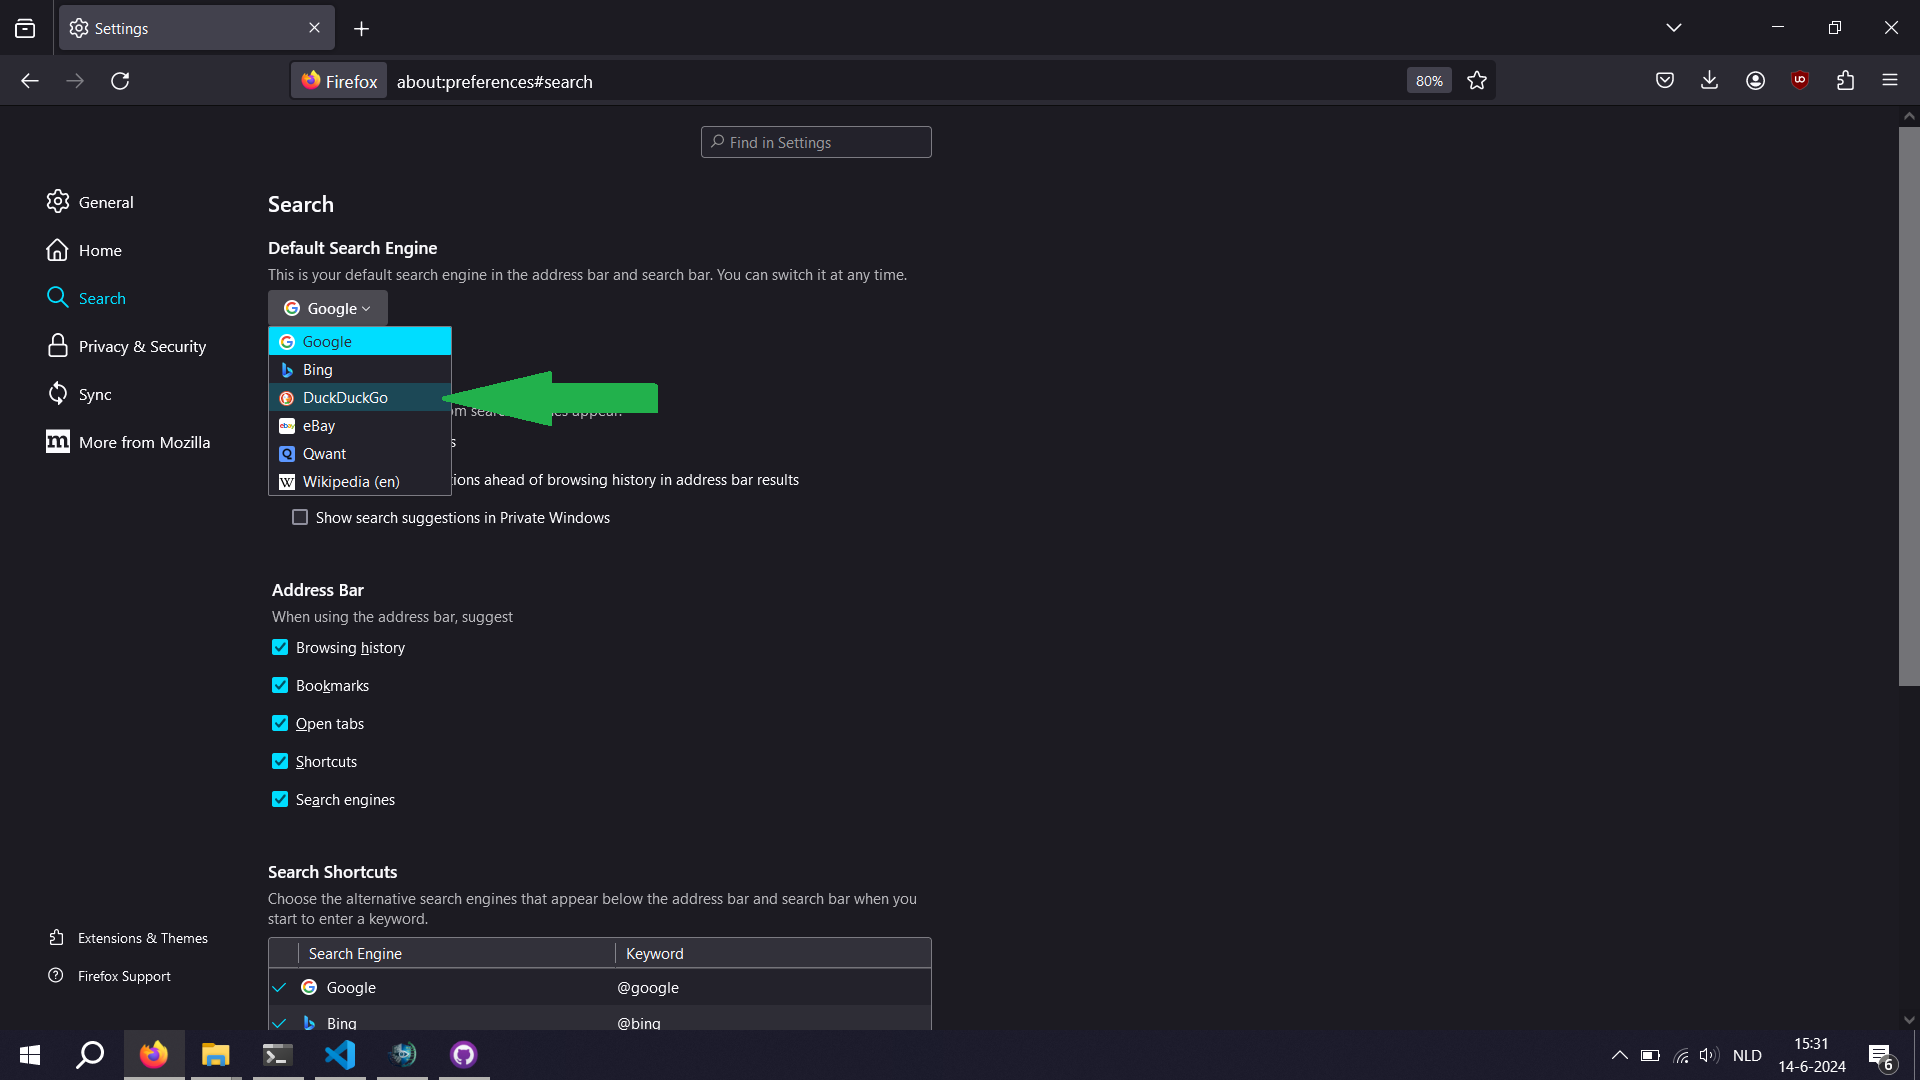 Settings
Firefox
about:preferences#search
80%
Find in Settings
General
Home
Search
Privacy & Security
Sync
More from Mozilla
Extensions & Themes
Firefox Support
Search
Default Search Engine
This is your default search engine in the address bar and search bar. You can switch it at any time.
Google
Google
Bing
DuckDuckGo
eBay
Qwant
Wikipedia (en)
appear.
ahead of browsing history in address bar results
Show search suggestions in Private Windows
Address Bar
When using the address bar, suggest
Browsing history
Bookmarks
Open tabs
Shortcuts
Search engines
Search Shortcuts
Choose the alternative search engines that appear below the address bar and search bar when you
start to enter a keyword.
Search Engine Keyword
Google @google
Bing @bing
NLD
15:31
14-6-2024
6